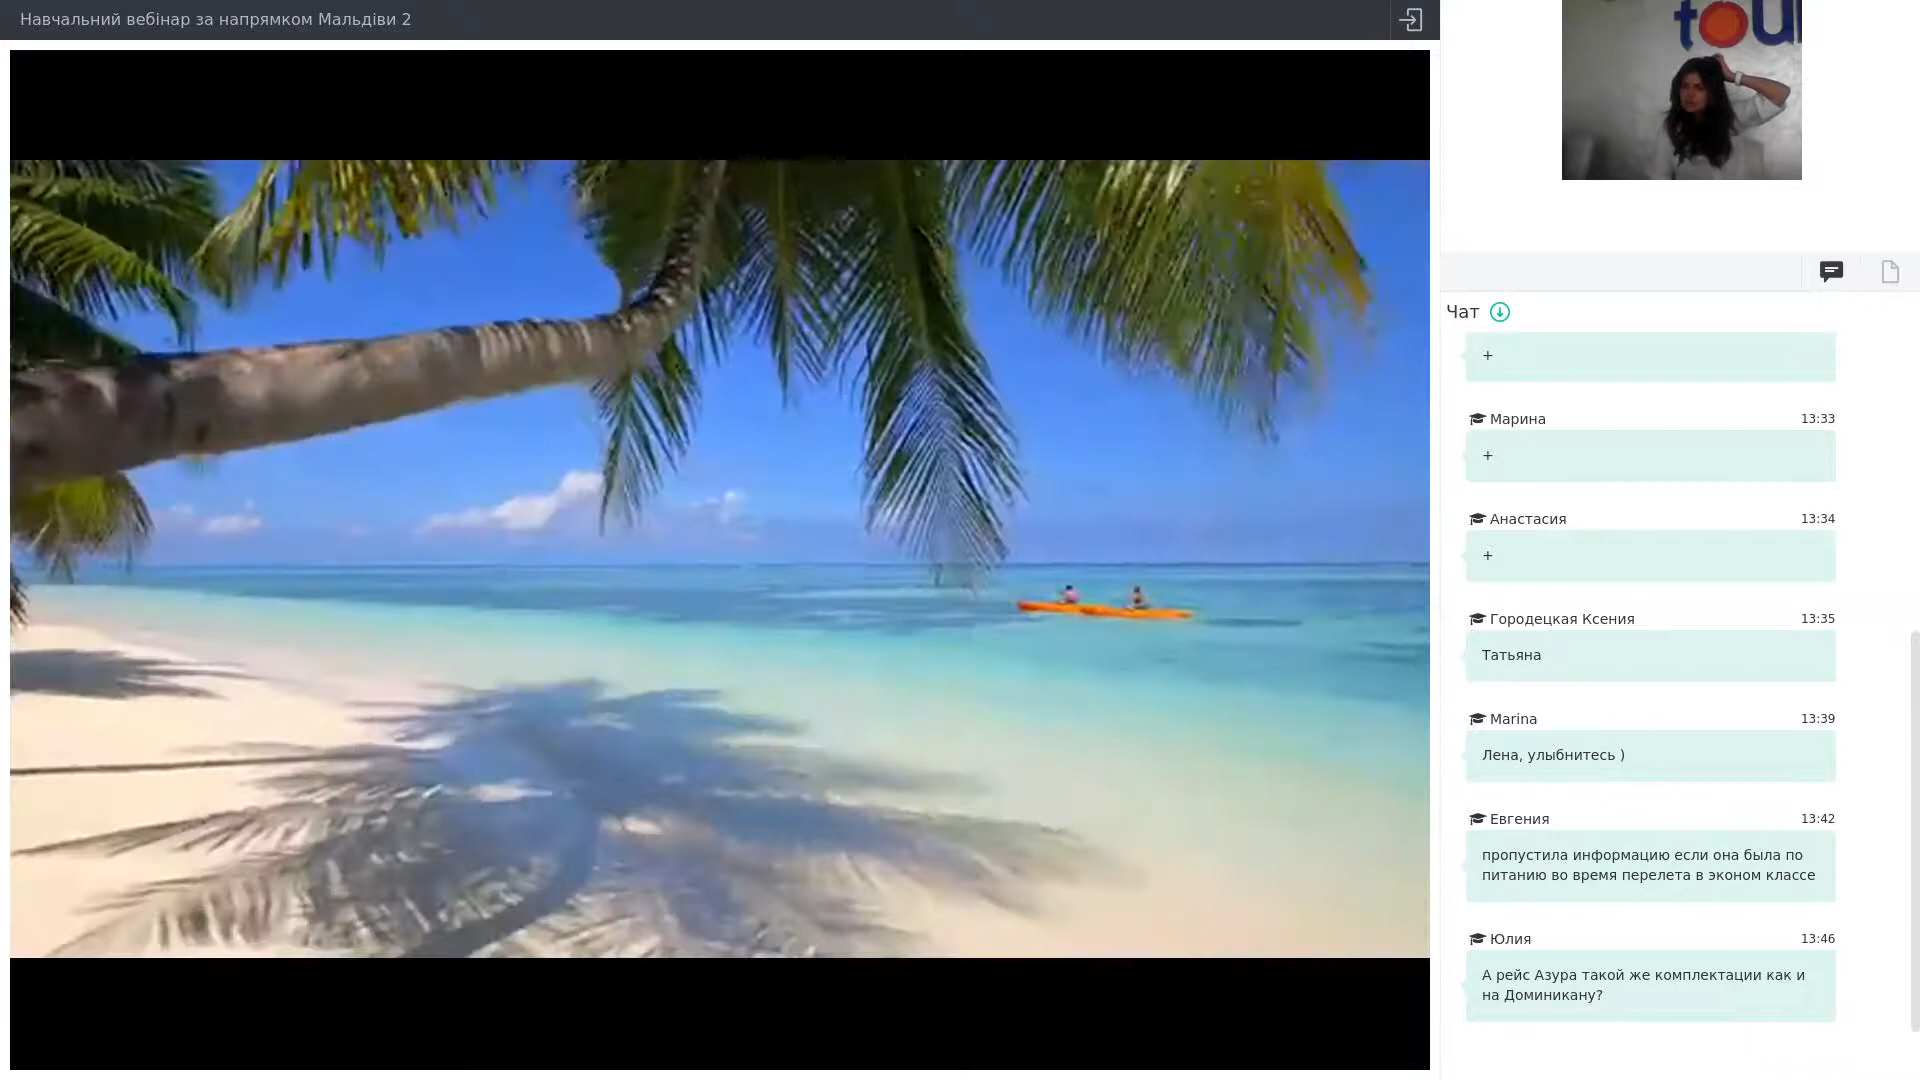 Навчальний вебінар за напрямком Мальдіви 2
tou
Чат
+
Марина 13:33
+
Анастасия 13:34
+
Городецкая Ксения 13:35
Татьяна
Marina 13:39
Лена, улыбнитесь )
Евгения 13:42
пропустила информацию если она была по
питанию во время перелета в эконом классе
Юлия 13:46
А рейс Азура такой же комплектации как и
на Доминикану?